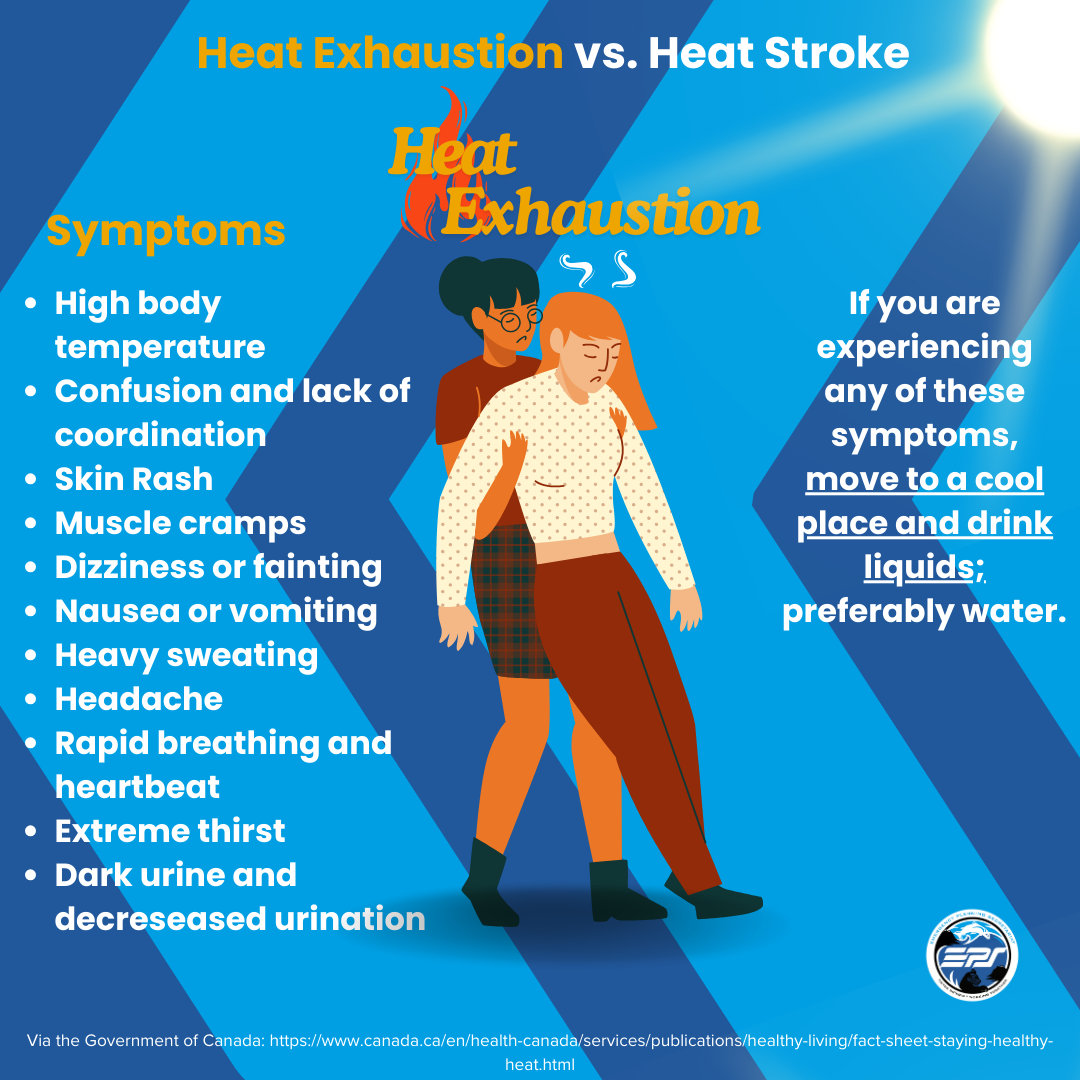 Heat Exhaustion vs. Heat Stroke
Heat
Exhaustion
Symptoms
• High body
temperature
• Confusion and lack of
coordination
• Skin Rash
• Muscle cramps
• Dizziness or fainting
• Nausea or vomiting
• Heavy sweating
• Headache
• Rapid breathing and
heartbeat
• Extreme thirst
• Dark urine and
decreseased urination
If you are
experiencing
any of these
symptoms,
move to a cool
place and drink
liquids;
preferably water.
EPS
Via the Government of Canada: https://www.canada.ca/en/health-canada/services/publications/healthy-living/fact-sheet-staying-healthy-
heat.html